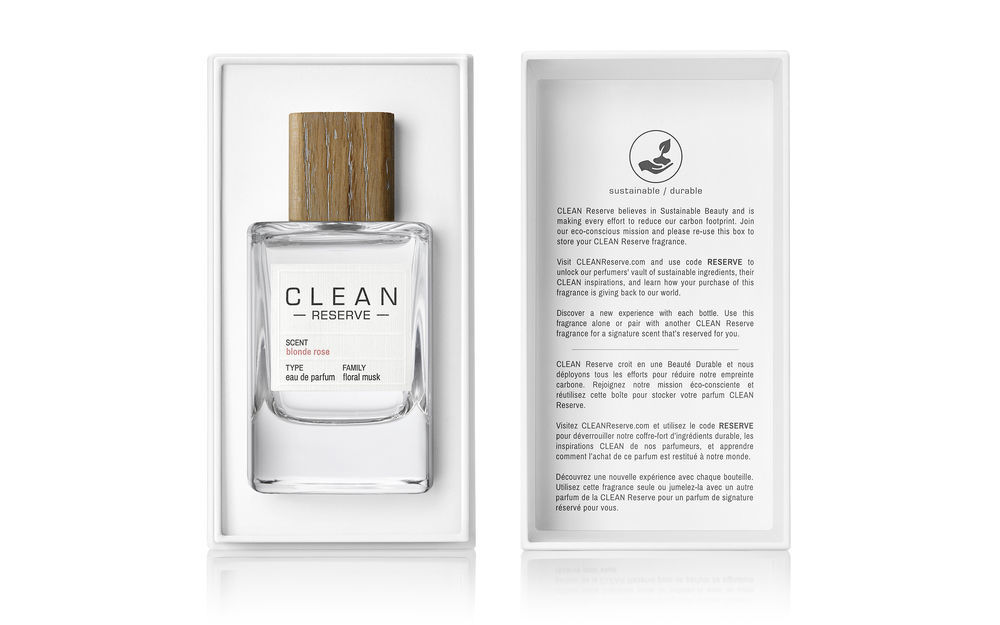 CLEAN
— RESERVE —
SCENT
blonde rose
TYPE FAMILY
eau de parfum floral musk
sustainable / durable
CLEAN Reserve believes in Sustainable Beauty and is
making every effort to reduce our carbon footprint. Join
our eco-conscious mission and please re-use this box to
store your CLEAN Reserve fragrance.
Visit CLEANReserve.com and use code RESERVE to
unlock our perfumers' vault of sustainable ingredients, their
CLEAN inspirations, and learn how your purchase of this
fragrance is giving back to our world.
Discover a new experience with each bottle. Use this
fragrance alone or pair with another CLEAN Reserve
fragrance for a signature scent that's reserved for you.
CLEAN Reserve croit en une Beauté Durable et nous
déployons tous les efforts pour réduire notre empreinte
carbone. Rejoignez notre mission éco-consciente et
réutilisez cette boîte pour stocker votre parfum CLEAN
Reserve.
Visitez CLEANReserve.com et utilisez le code RESERVE
pour déverrouiller notre coffre-fort d'ingrédients durable, les
inspirations CLEAN de nos parfumeurs, et apprendre
comment l'achat de ce parfum est restitué à notre monde.
Découvrez une nouvelle expérience avec chaque bouteille.
Utilisez cette fragrance seule ou jumelez-la avec un autre
parfum de la CLEAN Reserve pour un parfum de signature
réservé pour vous.